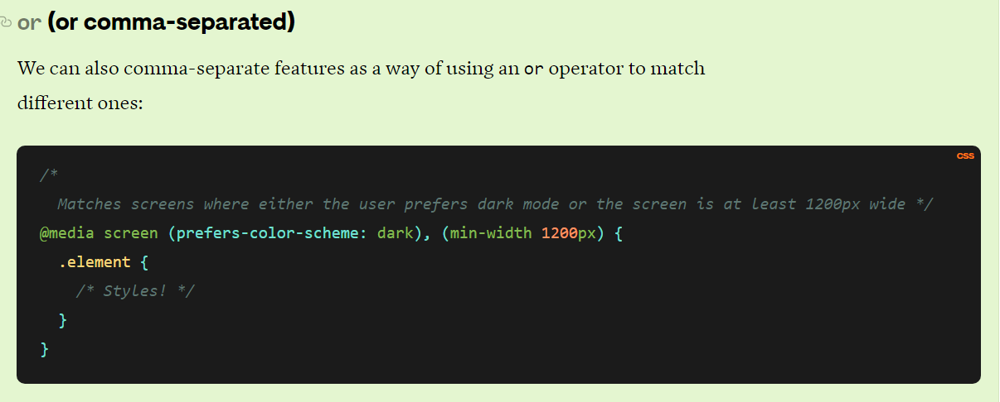 or (or comma-separated)
We can also comma-separate features as a way of using an or operator to match
different ones:
css
/*
  Matches screens where either the user prefers dark mode or the screen is at least 1200px wide */
@media screen (prefers-color-scheme: dark), (min-width 1200px) {
  .element {
    /* Styles! */
  }
}